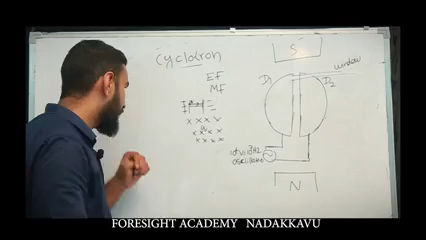 Cyclotron
S
window
EF
D1
D2
MF
x x x x
x x x x
x x x x
oscillator
N
FORESIGHT ACADEMY NADAKKAVU